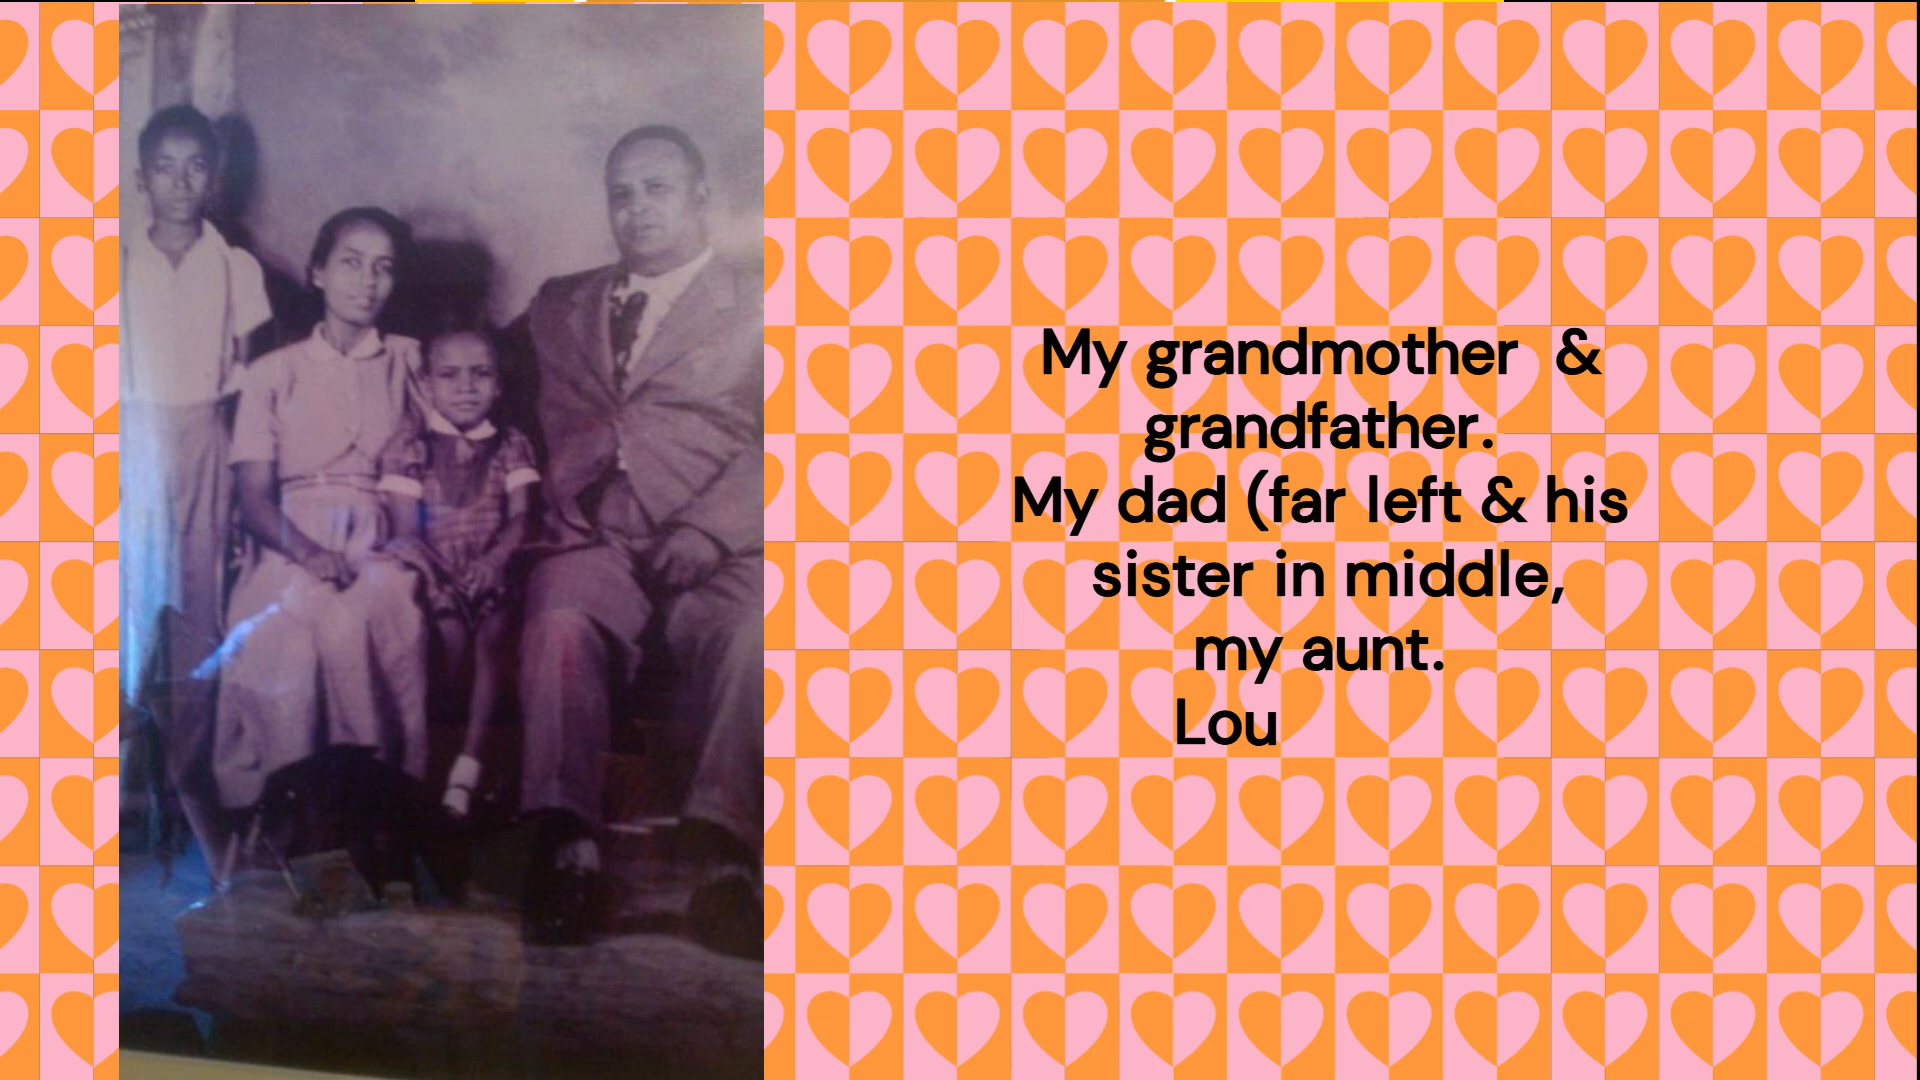 My grandmother & 
grandfather.
My dad (far left & his
sister in middle,
my aunt.
Lou